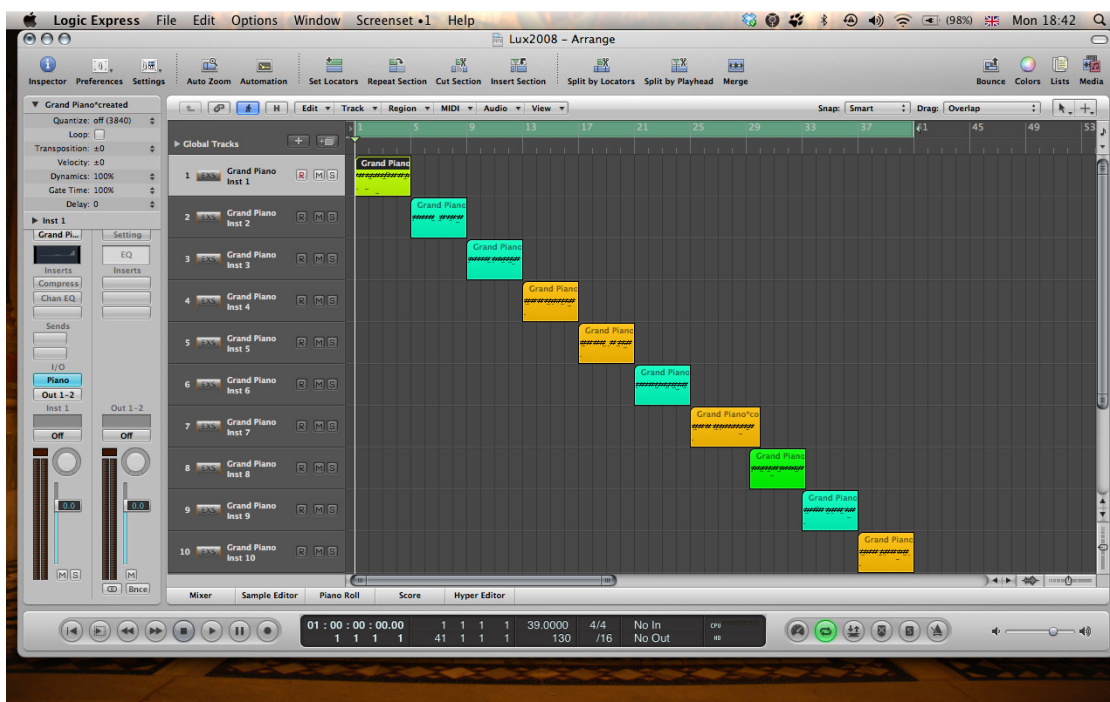 Logic Express File Edit Options Window Screenset •1 Help (98%) Mon 18:42
Lux2008 – Arrange
Inspector Preferences Settings Auto Zoom Automation Set Locators Repeat Section Cut Section Insert Section Split by Locators Split by Playhead Merge Bounce Colors Lists Media
Grand Piano*created
H Edit Track Region MIDI Audio View Snap: Smart Drag: Overlap
Quantize: off (3840)
Loop:
Transposition: ±0
Velocity: ±0
Dynamics: 100%
Gate Time: 100%
Delay: 0
Inst 1
1 5 9 13 17 21 25 29 33 37 41 45 49 53
Global Tracks
1 EXS Grand Piano R M S
Inst 1
Grand Piano
2 EXS Grand Piano R M S
Inst 2
Grand Piano
3 EXS Grand Piano R M S
Inst 3
Grand Piano
4 EXS Grand Piano R M S
Inst 4
Grand Piano
5 EXS Grand Piano R M S
Inst 5
Grand Piano
6 EXS Grand Piano R M S
Inst 6
Grand Piano
7 EXS Grand Piano R M S
Inst 7
Grand Piano*co
8 EXS Grand Piano R M S
Inst 8
Grand Piano
9 EXS Grand Piano R M S
Inst 9
Grand Piano
10 EXS Grand Piano R M S
Inst 10
Grand Piano
Grand Pi... Setting
EQ
Inserts Inserts
Compress
Chan EQ
Sends
I/O
Piano
Out 1-2
Inst 1 Out 1-2
Off Off
0.0 0.0
M S M
Bnce
Mixer Sample Editor Piano Roll Score Hyper Editor
01 : 00 : 00 : 00.00 1 1 1 1 39.0000 4/4 No In CPU
1 1 1 1 41 1 1 1 130 /16 No Out HD